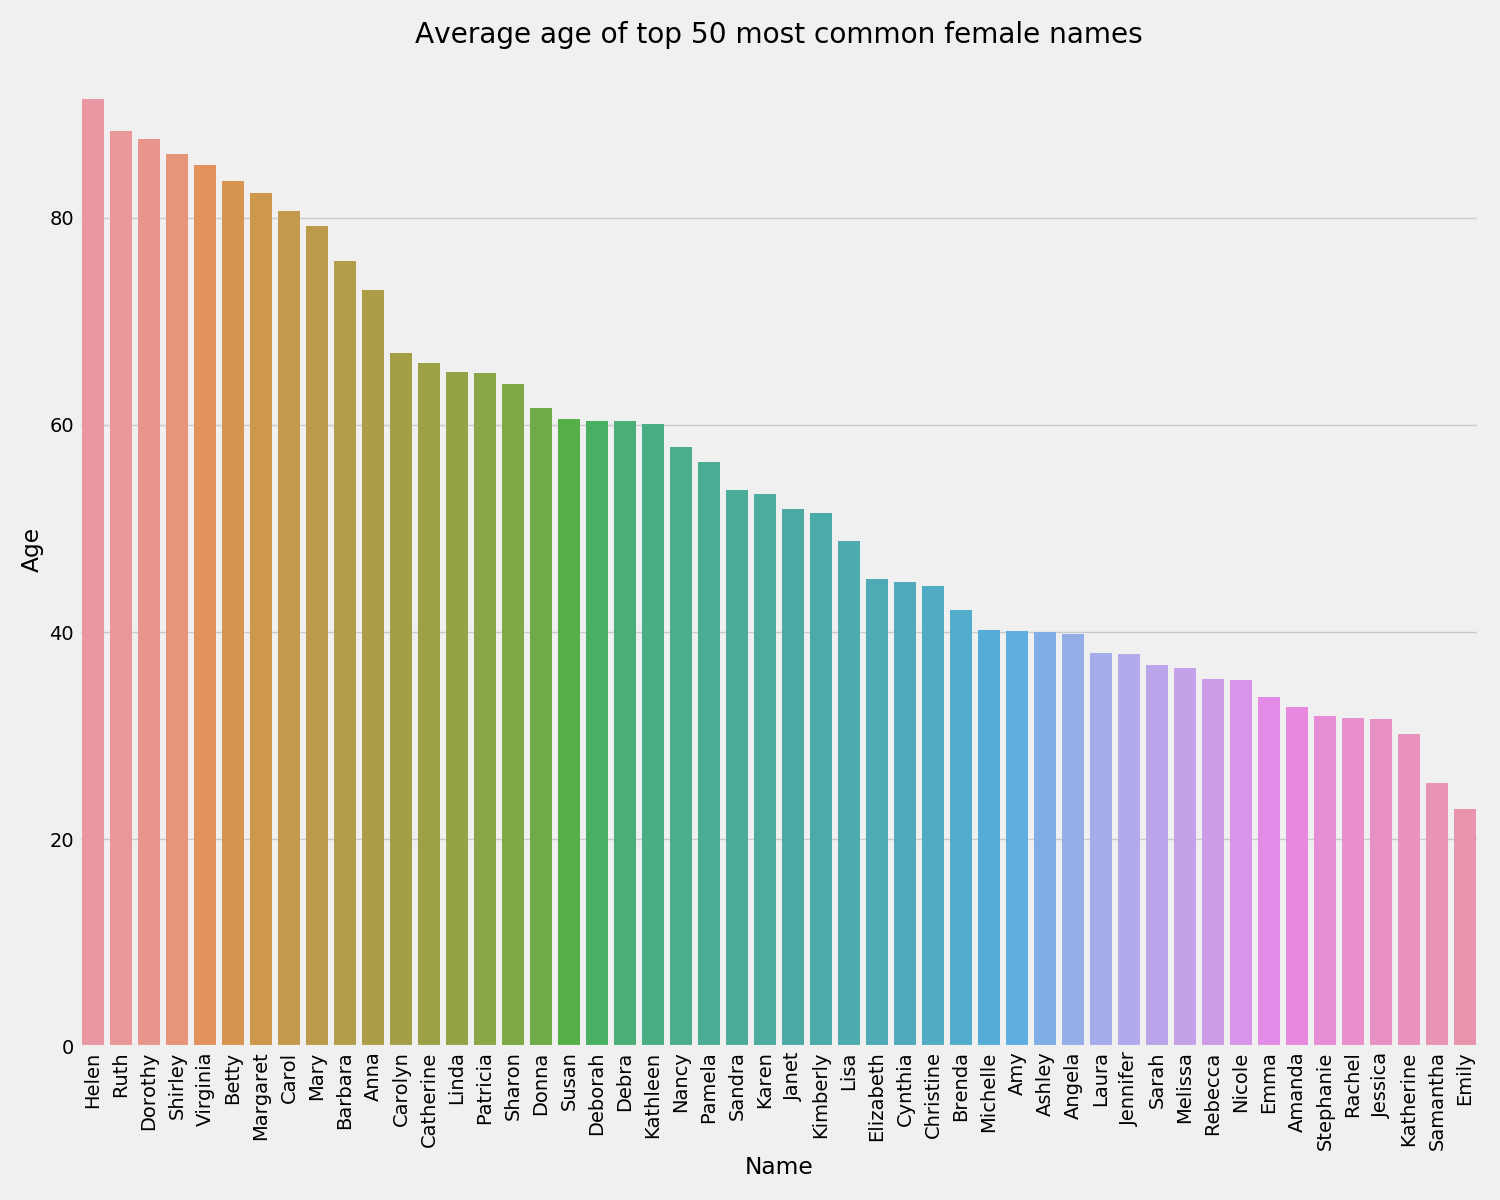 Average age of top 50 most common female names
Age
80
60
40
20
0
Helen
Ruth
Dorothy
Shirley
Virginia
Betty
Margaret
Carol
Mary
Barbara
Anna
Carolyn
Catherine
Linda
Patricia
Sharon
Donna
Susan
Deborah
Debra
Kathleen
Nancy
Pamela
Sandra
Karen
Janet
Kimberly
Lisa
Elizabeth
Cynthia
Christine
Brenda
Michelle
Amy
Ashley
Angela
Laura
Jennifer
Sarah
Melissa
Rebecca
Nicole
Emma
Amanda
Stephanie
Rachel
Jessica
Katherine
Samantha
Emily
Name